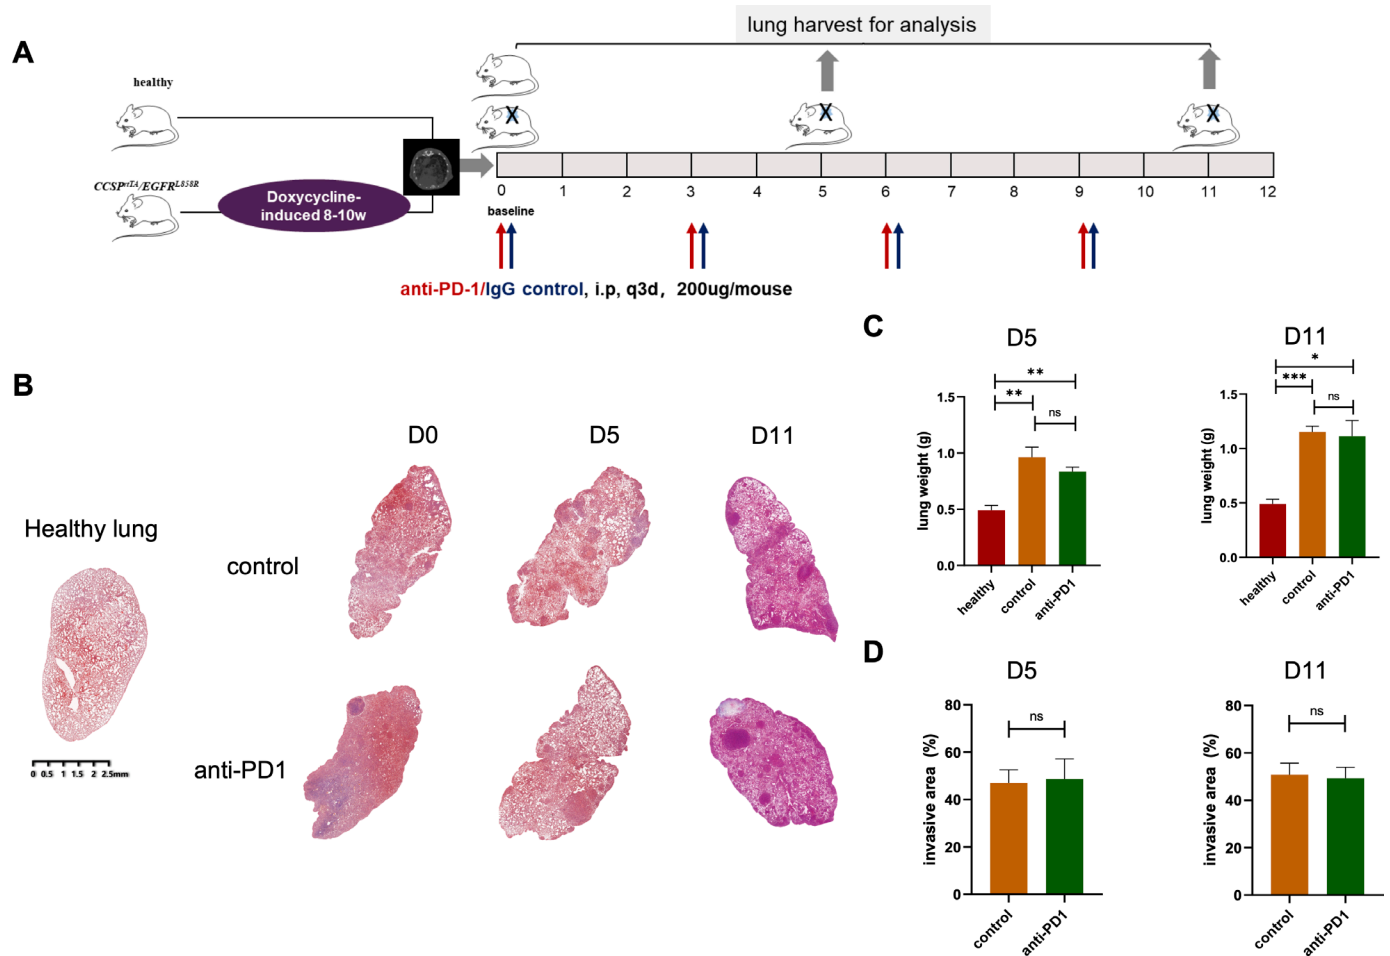 A
lung harvest for analysis
healthy
CCSPrtTA/EGFRL858R
Doxycycline-
induced 8-10w
0 1 2 3 4 5 6 7 8 9 10 11 12
baseline
anti-PD-1/IgG control, i.p, q3d, 200ug/mouse
B
D0 D5 D11
Healthy lung
control
anti-PD1
0 0.5 1 1.5 2 2.5mm
C
D5
**
**
ns
1.5
1.0
0.5
0.0
lung weight (g)
healthy
control
anti-PD1
D11
*
***
ns
1.5
1.0
0.5
0.0
lung weight (g)
healthy
control
anti-PD1
D
D5
ns
80
60
40
20
0
invasive area (%)
control
anti-PD1
D11
ns
80
60
40
20
0
invasive area (%)
control
anti-PD1